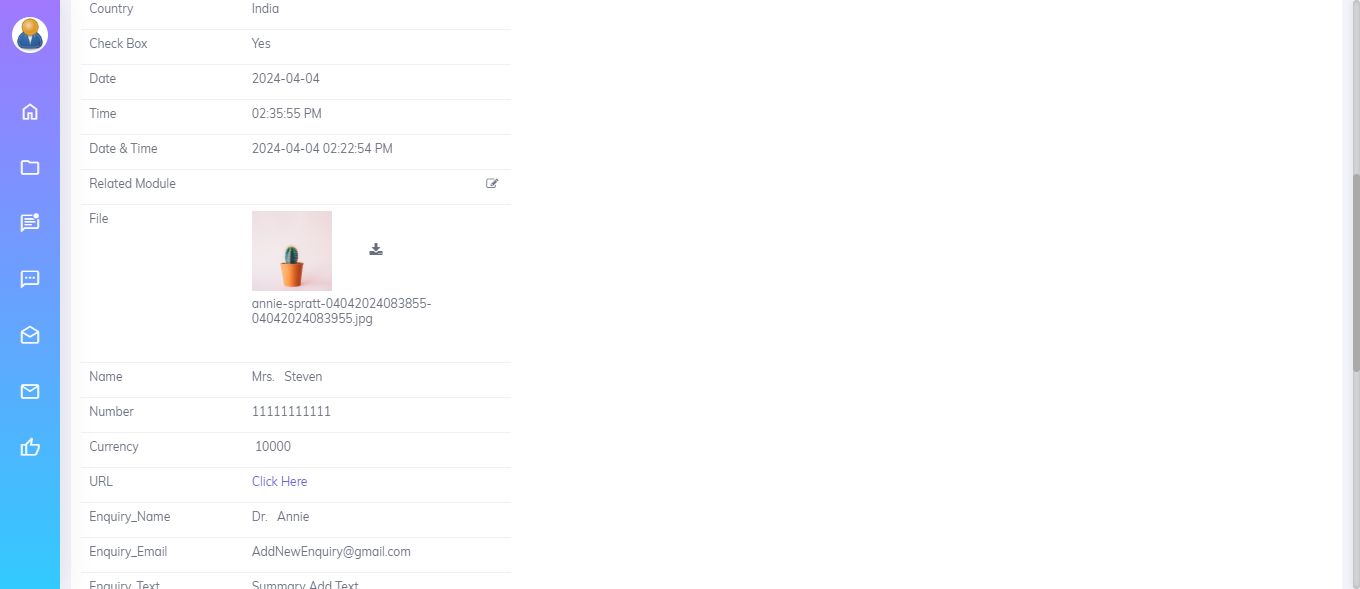 Country India
Check Box Yes
Date 2024-04-04
Time 02:35:55 PM
Date & Time 2024-04-04 02:22:54 PM
Related Module
File
annie-spratt-04042024083855-
04042024083955.jpg
Name Mrs. Steven
Number 11111111111
Currency 10000
URL Click Here
Enquiry_Name Dr. Annie
Enquiry_Email AddNewEnquiry@gmail.com
Enquiry_Text Summary Add Text